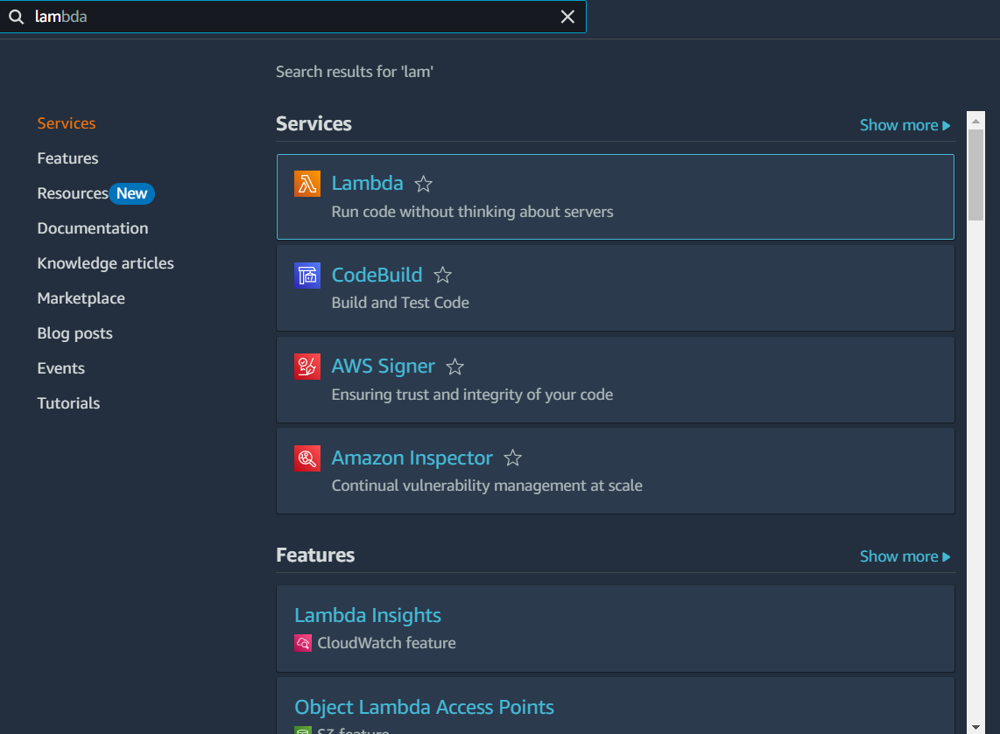 lambda
Search results for 'lam'
Services
Features
Resources New
Documentation
Knowledge articles
Marketplace
Blog posts
Events
Tutorials
Services
Show more
Lambda
Run code without thinking about servers
CodeBuild
Build and Test Code
AWS Signer
Ensuring trust and integrity of your code
Amazon Inspector
Continual vulnerability management at scale
Features
Show more
Lambda Insights
CloudWatch feature
Object Lambda Access Points
S3 feature